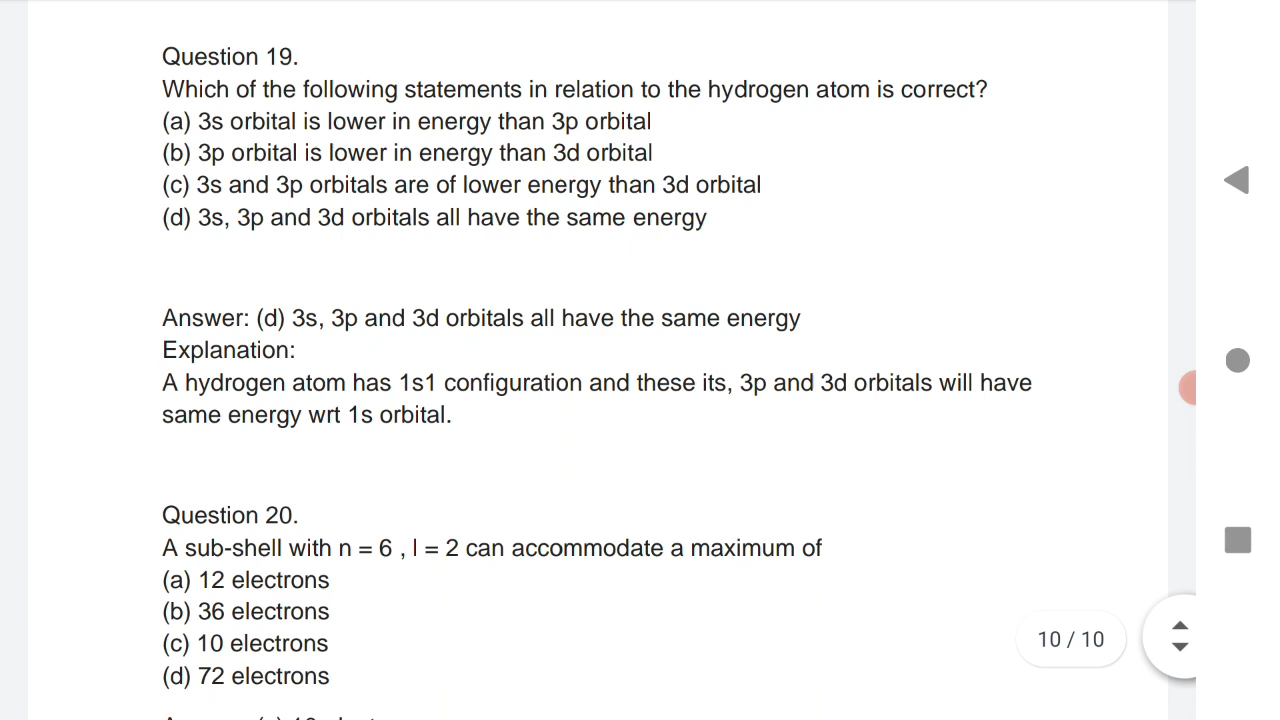 Question 19.
Which of the following statements in relation to the hydrogen atom is correct?
(a) 3s orbital is lower in energy than 3p orbital
(b) 3p orbital is lower in energy than 3d orbital
(c) 3s and 3p orbitals are of lower energy than 3d orbital
(d) 3s, 3p and 3d orbitals all have the same energy
Answer: (d) 3s, 3p and 3d orbitals all have the same energy
Explanation:
A hydrogen atom has 1s1 configuration and these its, 3p and 3d orbitals will have
same energy wrt 1s orbital.
Question 20.
A sub-shell with n = 6 , l = 2 can accommodate a maximum of
(a) 12 electrons
(b) 36 electrons
(c) 10 electrons
(d) 72 electrons
10 / 10